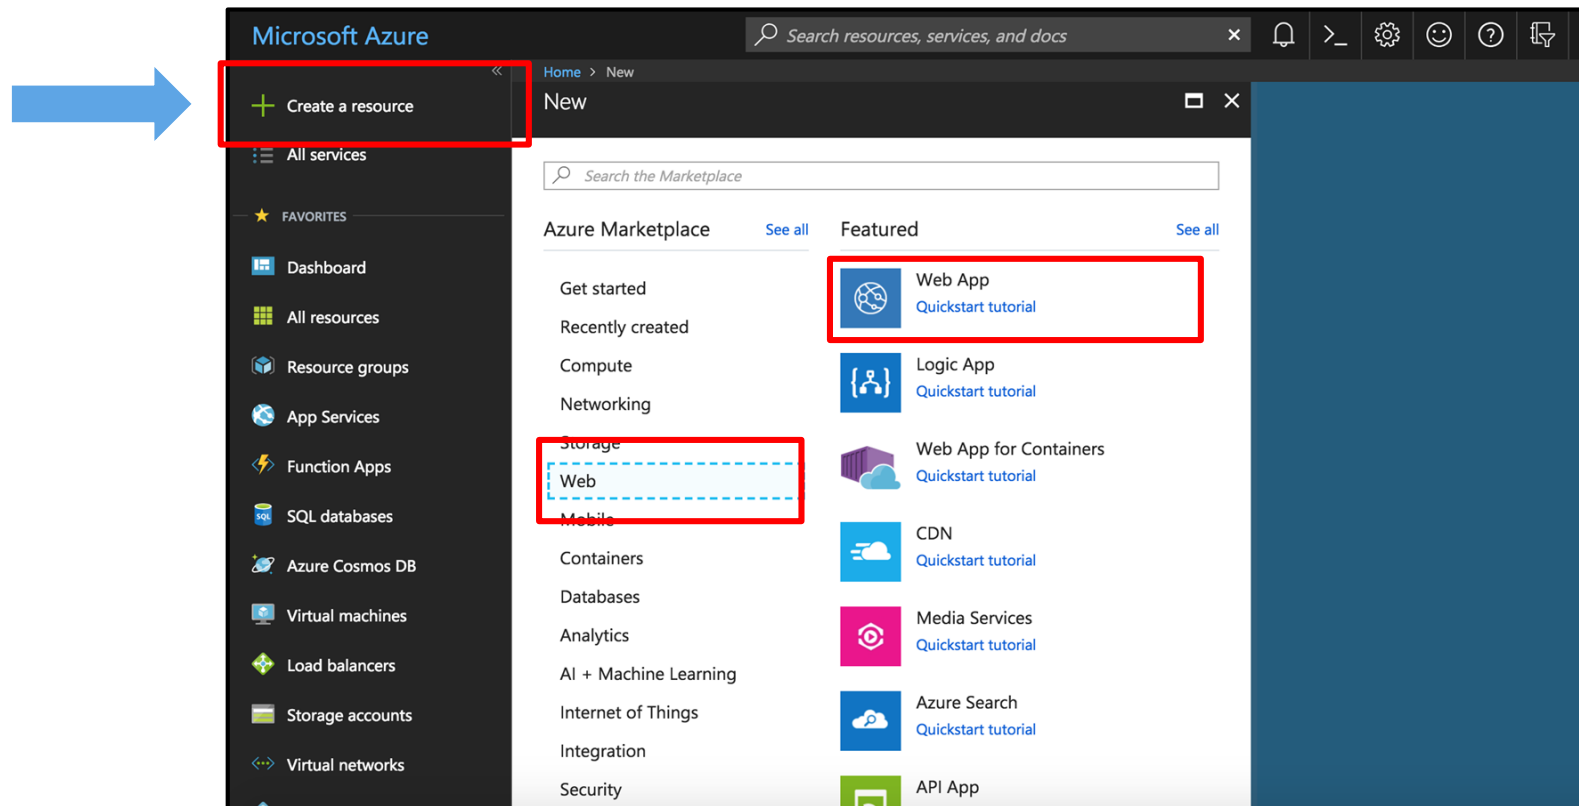 Microsoft Azure
Search resources, services, and docs
Create a resource
All services
FAVORITES
Dashboard
All resources
Resource groups
App Services
Function Apps
SQL databases
Azure Cosmos DB
Virtual machines
Load balancers
Storage accounts
Virtual networks
Home > New
New
Search the Marketplace
Azure Marketplace
See all
Get started
Recently created
Compute
Networking
Storage
Web
Mobile
Containers
Databases
Analytics
AI + Machine Learning
Internet of Things
Integration
Security
Featured
See all
Web App
Quickstart tutorial
Logic App
Quickstart tutorial
Web App for Containers
Quickstart tutorial
CDN
Quickstart tutorial
Media Services
Quickstart tutorial
Azure Search
Quickstart tutorial
API App